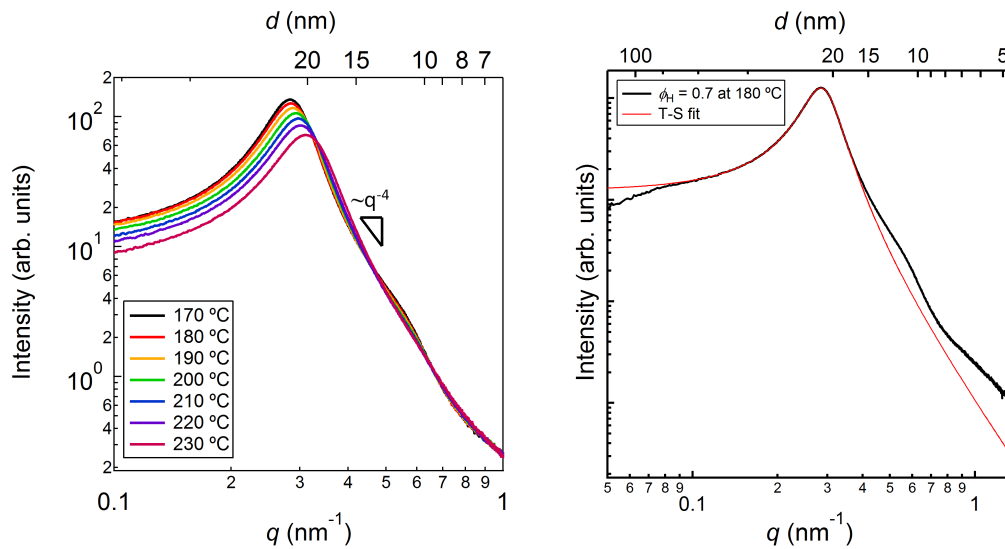 d (nm)
20 15 10 8 7
2
10²
8
6
4
2
10¹
8
6
4
2
10⁰
8
6
4
3
2
Intensity (arb. units)
~q⁻⁴
170 ºC
180 ºC
190 ºC
200 ºC
210 ºC
220 ºC
230 ºC
0.1 2 3 4 5 6 7 8 9 1
q (nm⁻¹)
d (nm)
100 20 15 10 5
Intensity (arb. units)
ϕH = 0.7 at 180 ºC
T-S fit
5 6 7 8 9 0.1 2 3 4 5 6 7 8 9 1
q (nm⁻¹)